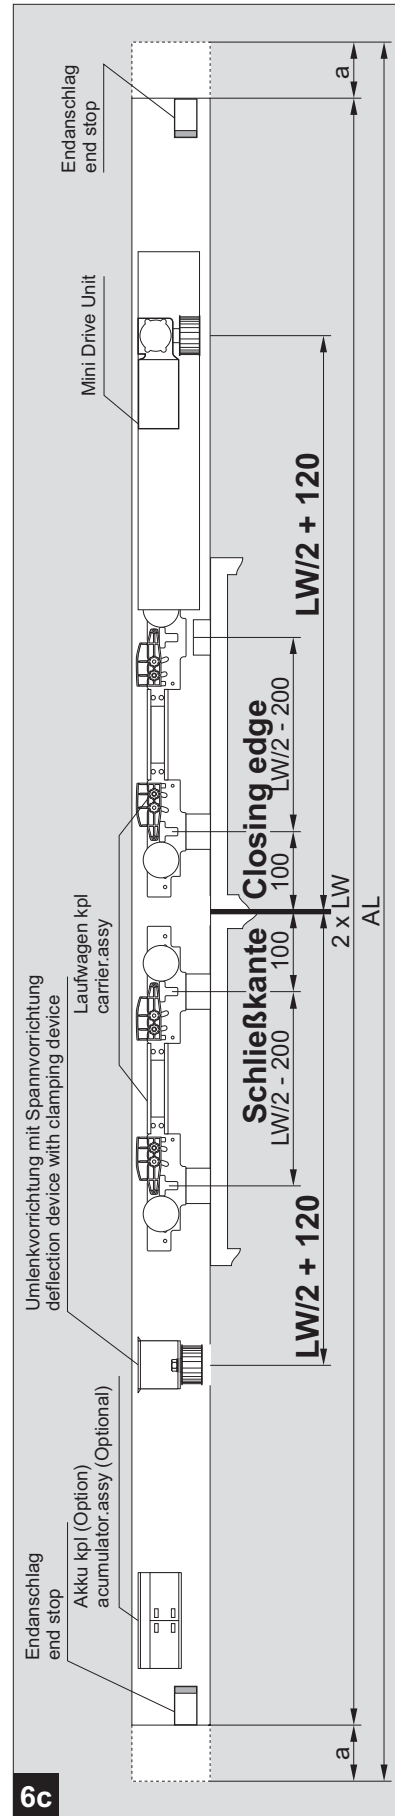 6c
Endanschlag
end stop
Akku kpl (Option)
acumulator.assy (Optional)
Umlenkvorrichtung mit Spannvorrichtung
deflection device with clamping device
Laufwagen kpl
carrier.assy
Mini Drive Unit
Endanschlag
end stop
Schließkante Closing edge
LW/2 - 200
100
100
LW/2 - 200
LW/2 + 120
LW/2 + 120
a
2 x LW
a
AL